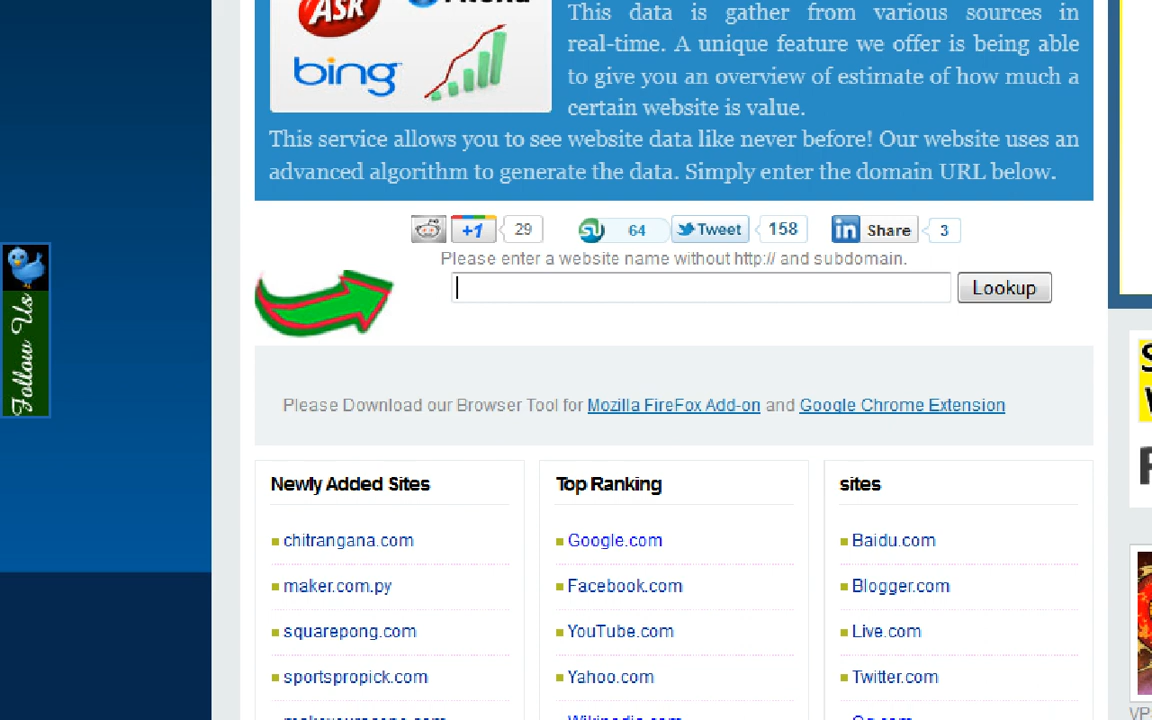 ASK
bing
This data is gather from various sources in
real-time. A unique feature we offer is being able
to give you an overview of estimate of how much a
certain website is value.
This service allows you to see website data like never before! Our website uses an
advanced algorithm to generate the data. Simply enter the domain URL below.
+1 29 64 Tweet 158 in Share 3
Please enter a website name without http:// and subdomain.
Lookup
Follow Us
Please Download our Browser Tool for Mozilla FireFox Add-on and Google Chrome Extension
Newly Added Sites Top Ranking sites
chitrangana.com Google.com Baidu.com
maker.com.py Facebook.com Blogger.com
squarepong.com YouTube.com Live.com
sportspropick.com Yahoo.com Twitter.com
Wikipedia.com Qq.com
VP